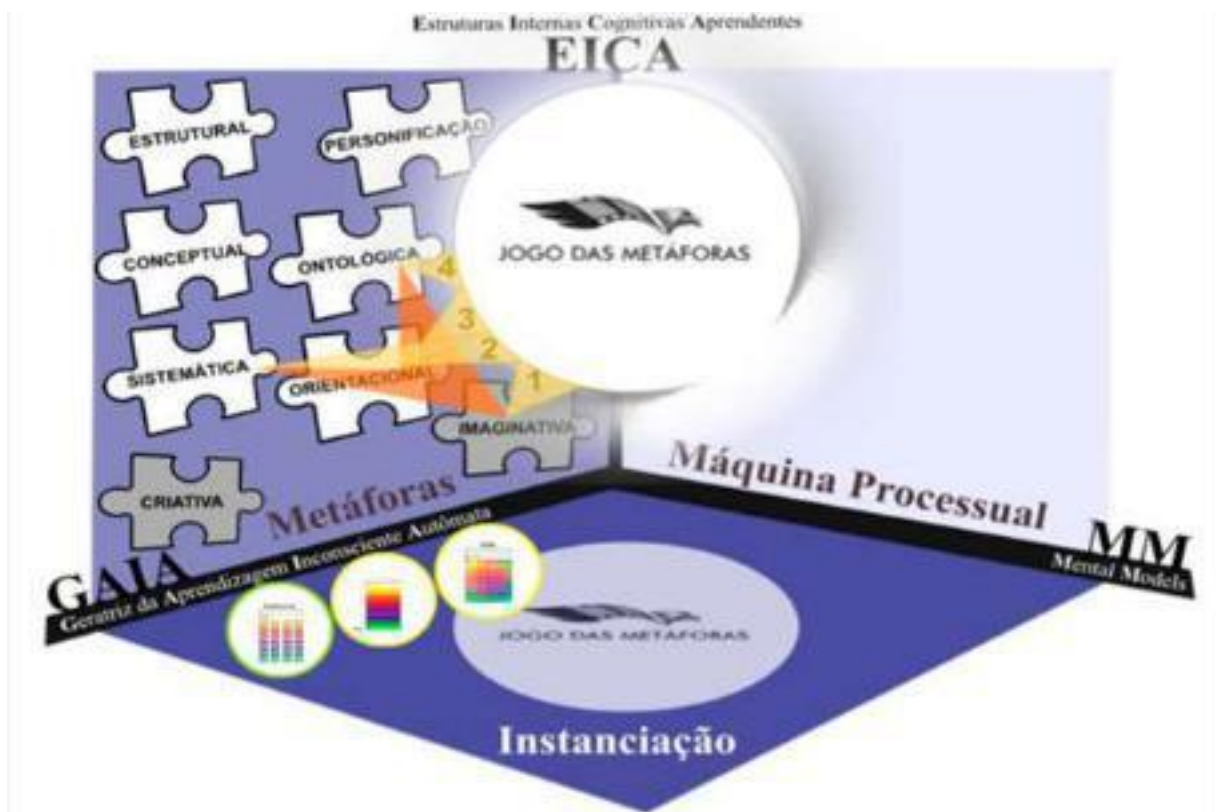 Estruturas Internas Cognitivas Aprendentes
EICA
ESTRUTURAL
PERSONIFICAÇÃO
CONCEPTUAL
ONTOLÓGICA
SISTEMÁTICA
ORIENTACIONAL
IMAGINATIVA
CRIATIVA
4
3
2
1
JOGO DAS METÁFORAS
Metáforas
Máquina Processual
GAIA
Geratriz da Aprendizagem Inconsciente Autômata
MM
Mental Models
JOGO DAS METÁFORAS
Instanciação